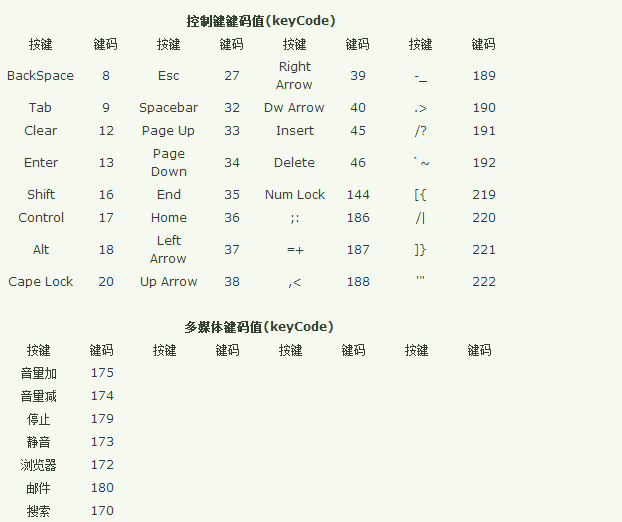 控制键键码值(keyCode)
按键 键码 按键 键码 按键 键码 按键 键码
BackSpace 8 Esc 27 Right Arrow 39 -_ 189
Tab 9 Spacebar 32 Dw Arrow 40 .> 190
Clear 12 Page Up 33 Insert 45 /? 191
Enter 13 Page Down 34 Delete 46 `~ 192
Shift 16 End 35 Num Lock 144 [{ 219
Control 17 Home 36 ;: 186 /| 220
Alt 18 Left Arrow 37 =+ 187 ]} 221
Cape Lock 20 Up Arrow 38 ,< 188 '" 222
多媒体键码值(keyCode)
按键 键码 按键 键码 按键 键码 按键 键码
音量加 175
音量减 174
停止 179
静音 173
浏览器 172
邮件 180
搜索 170